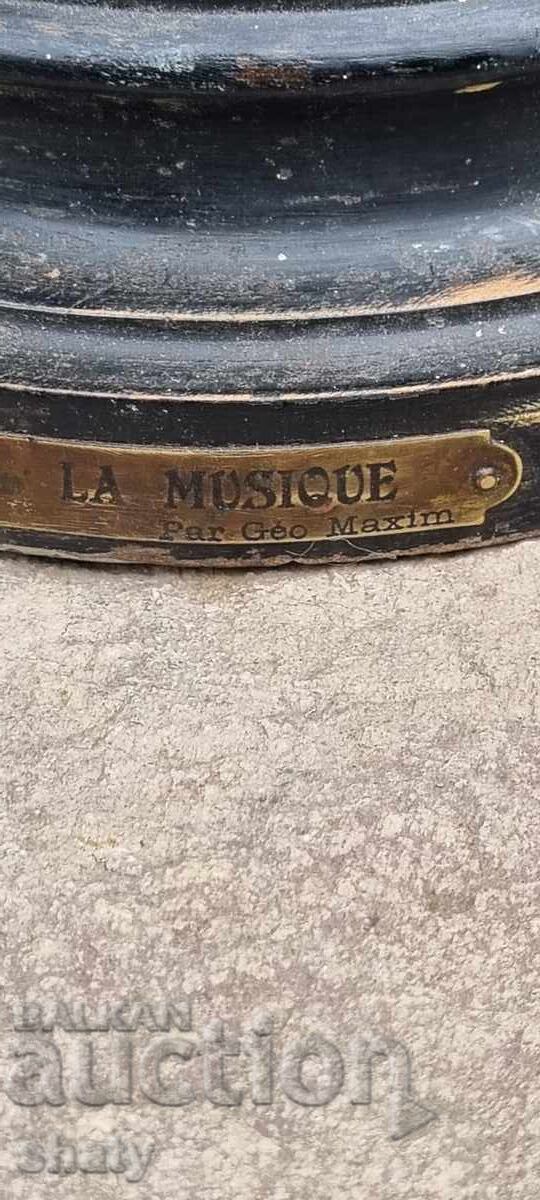 LA MUSIQUE
Par Géo Maxim
BALKAN
auction
shaty